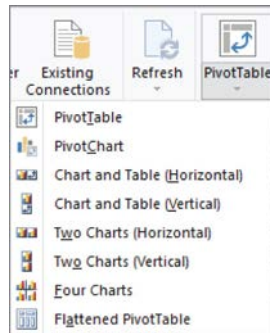 r Existing Connections
Refresh
PivotTable
PivotTable
PivotChart
Chart and Table (Horizontal)
Chart and Table (Vertical)
Two Charts (Horizontal)
Two Charts (Vertical)
Four Charts
Flattened PivotTable